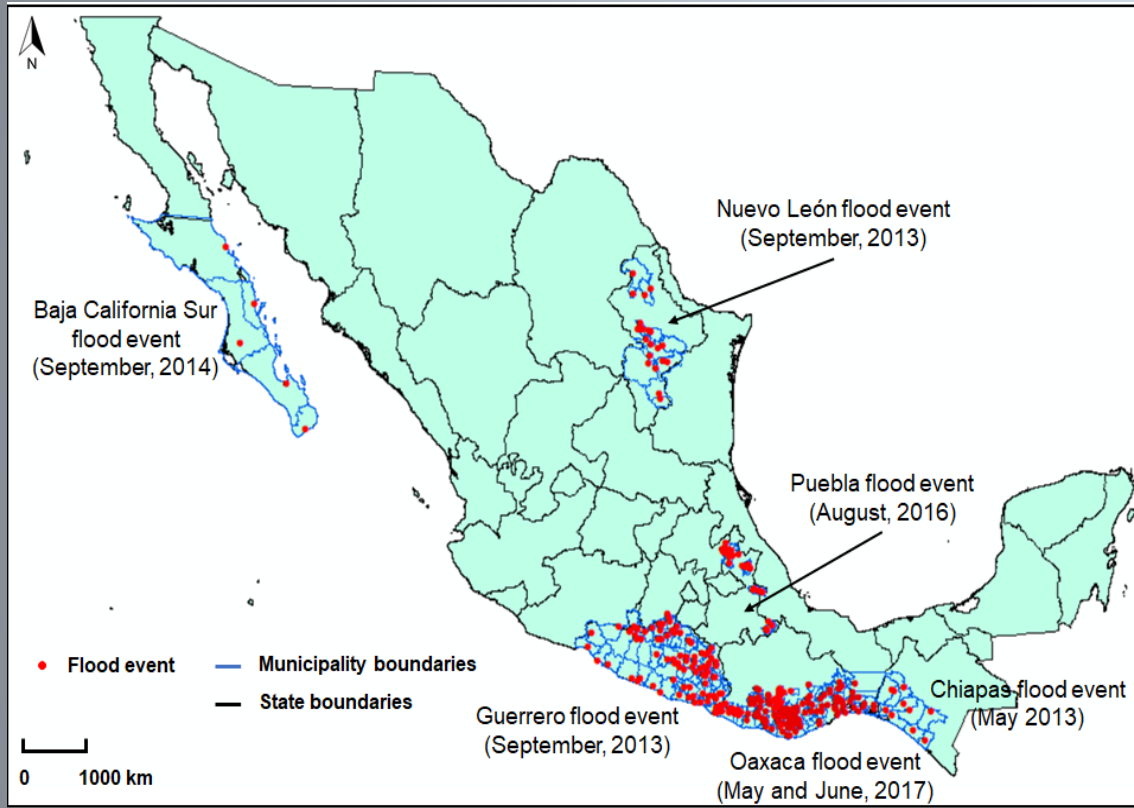 N
Nuevo León flood event
(September, 2013)
Baja California Sur
flood event
(September, 2014)
Puebla flood event
(August, 2016)
Flood event
Municipality boundaries
State boundaries
Chiapas flood event
(May 2013)
Guerrero flood event
(September, 2013)
Oaxaca flood event
(May and June, 2017)
0 1000 km